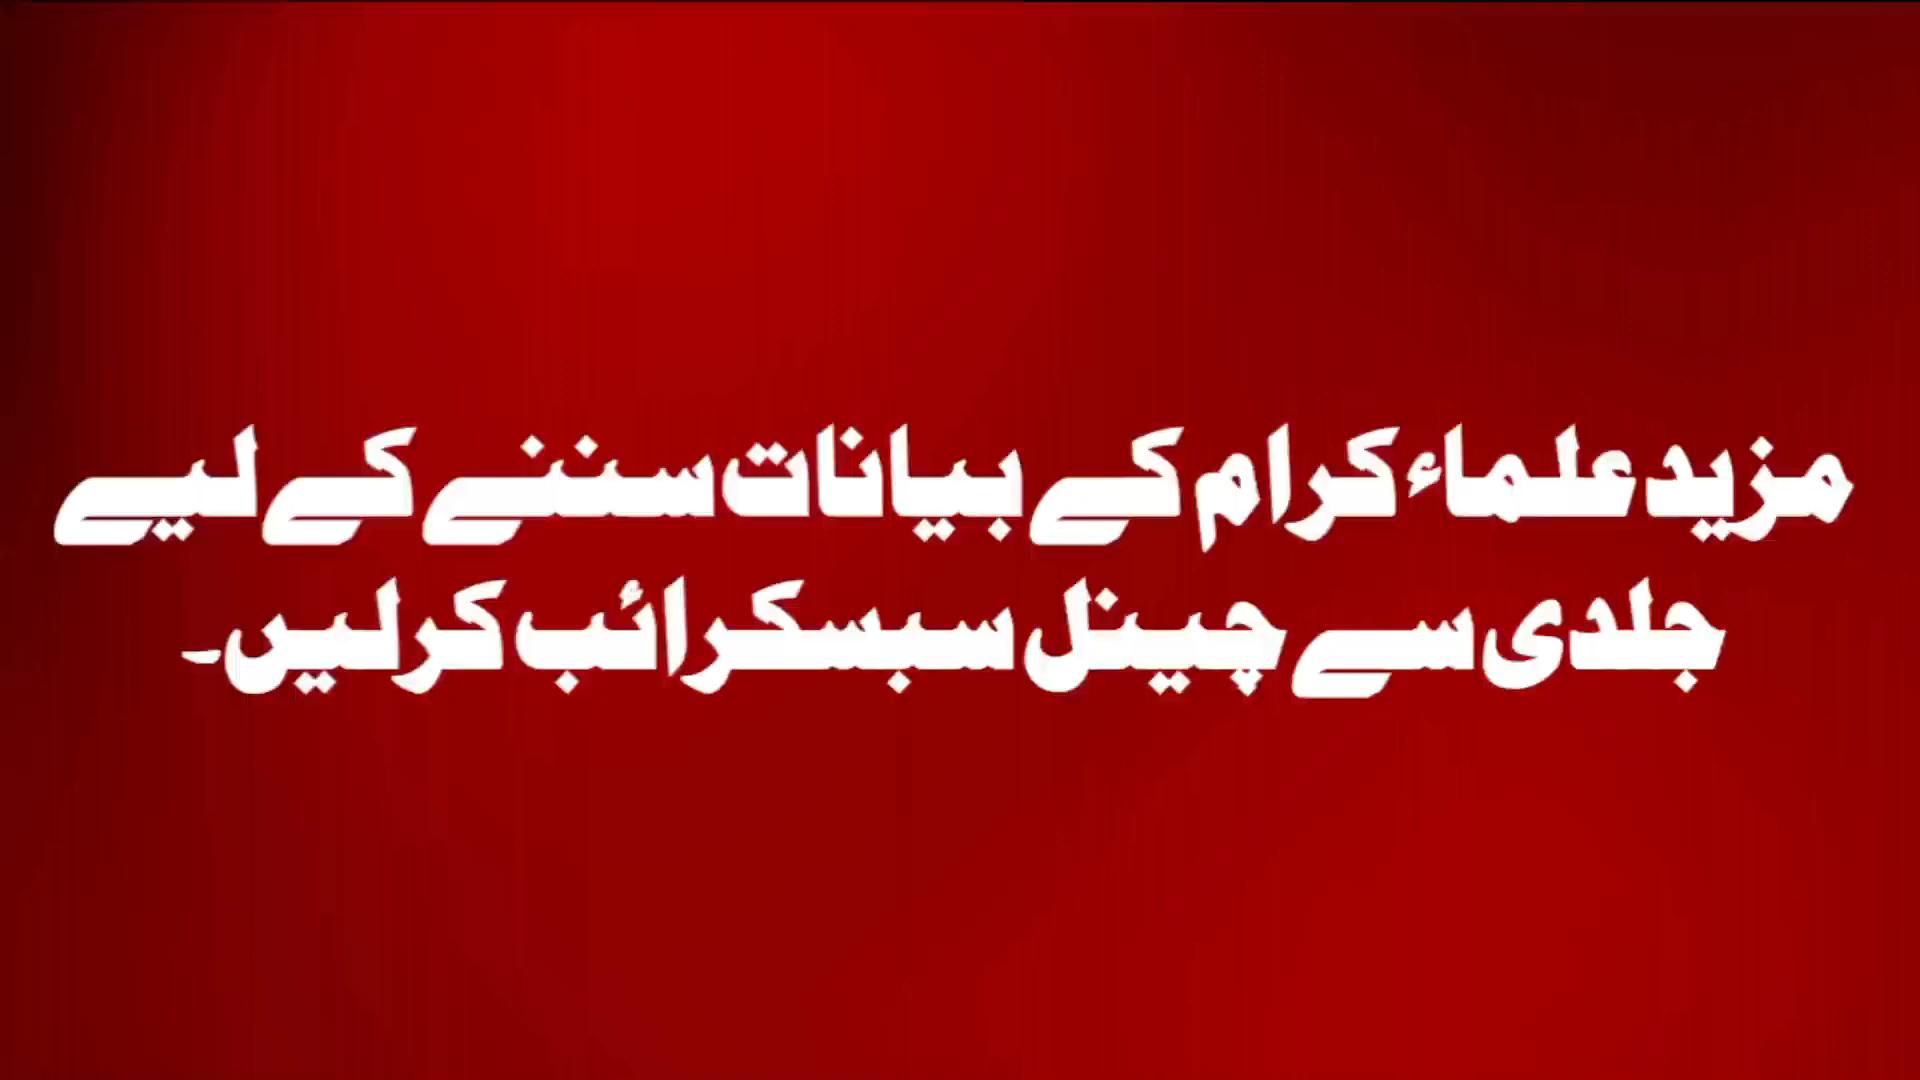 مزید علماء کرام کے بیانات سننے کے لیے
جلدی سے چینل سبسکرائب کرلیں۔